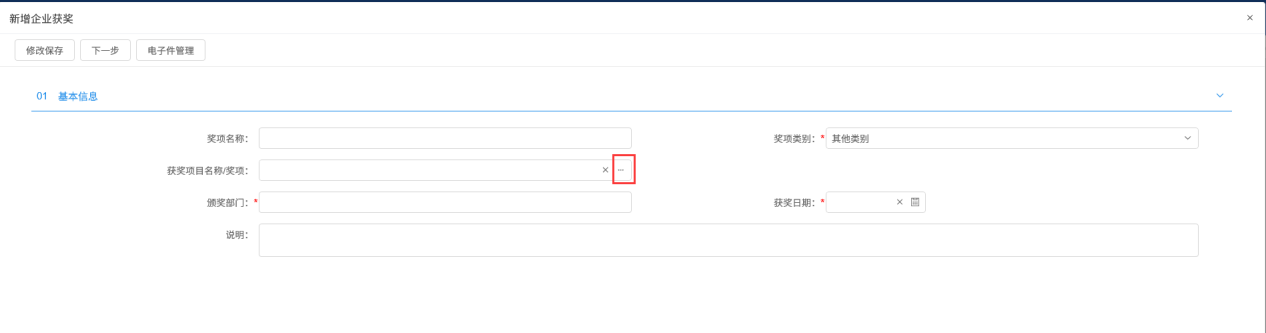 新增企业获奖
修改保存 下一步 电子件管理
01 基本信息
奖项名称： 奖项类别：* 其他类别
获奖项目名称/奖项：
颁奖部门：* 获奖日期：*
说明：